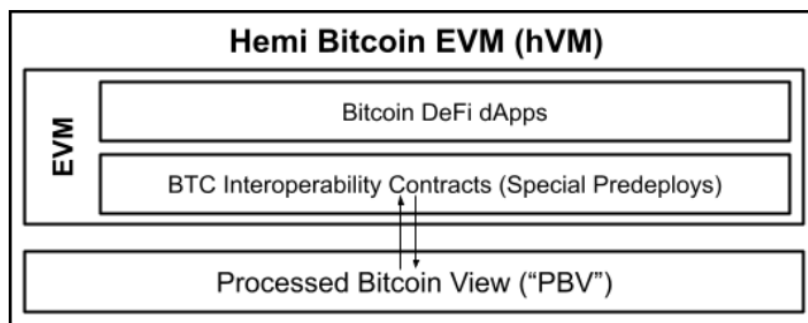 Hemi Bitcoin EVM (hVM)
EVM
Bitcoin DeFi dApps
BTC Interoperability Contracts (Special Predeploys)
Processed Bitcoin View (“PBV”)